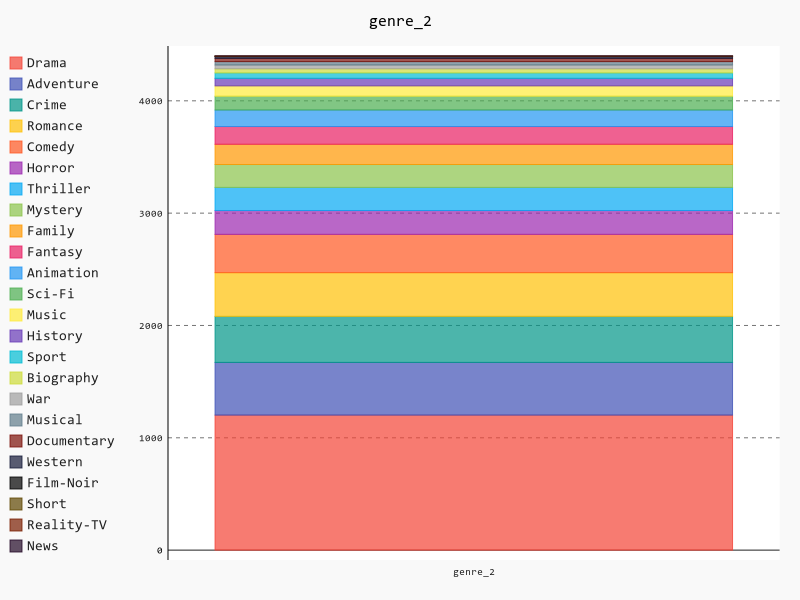 genre_2
Drama
Adventure
Crime
Romance
Comedy
Horror
Thriller
Mystery
Family
Fantasy
Animation
Sci-Fi
Music
History
Sport
Biography
War
Musical
Documentary
Western
Film-Noir
Short
Reality-TV
News
4000
3000
2000
1000
0
genre_2